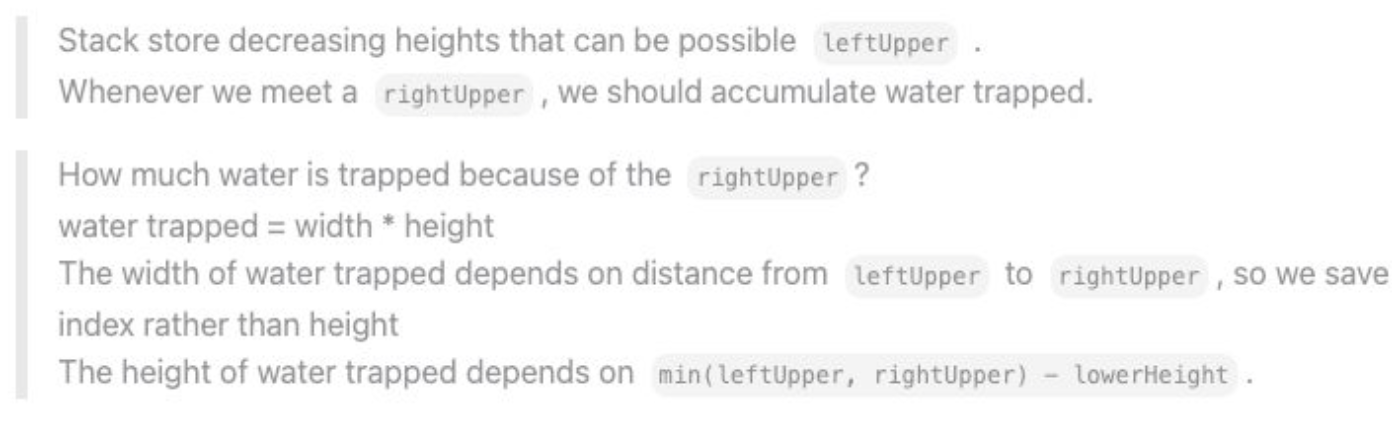 Stack store decreasing heights that can be possible leftUpper .
Whenever we meet a rightUpper , we should accumulate water trapped.
How much water is trapped because of the rightUpper ?
water trapped = width * height
The width of water trapped depends on distance from leftUpper to rightUpper , so we save
index rather than height
The height of water trapped depends on min(leftUpper, rightUpper) - lowerHeight .